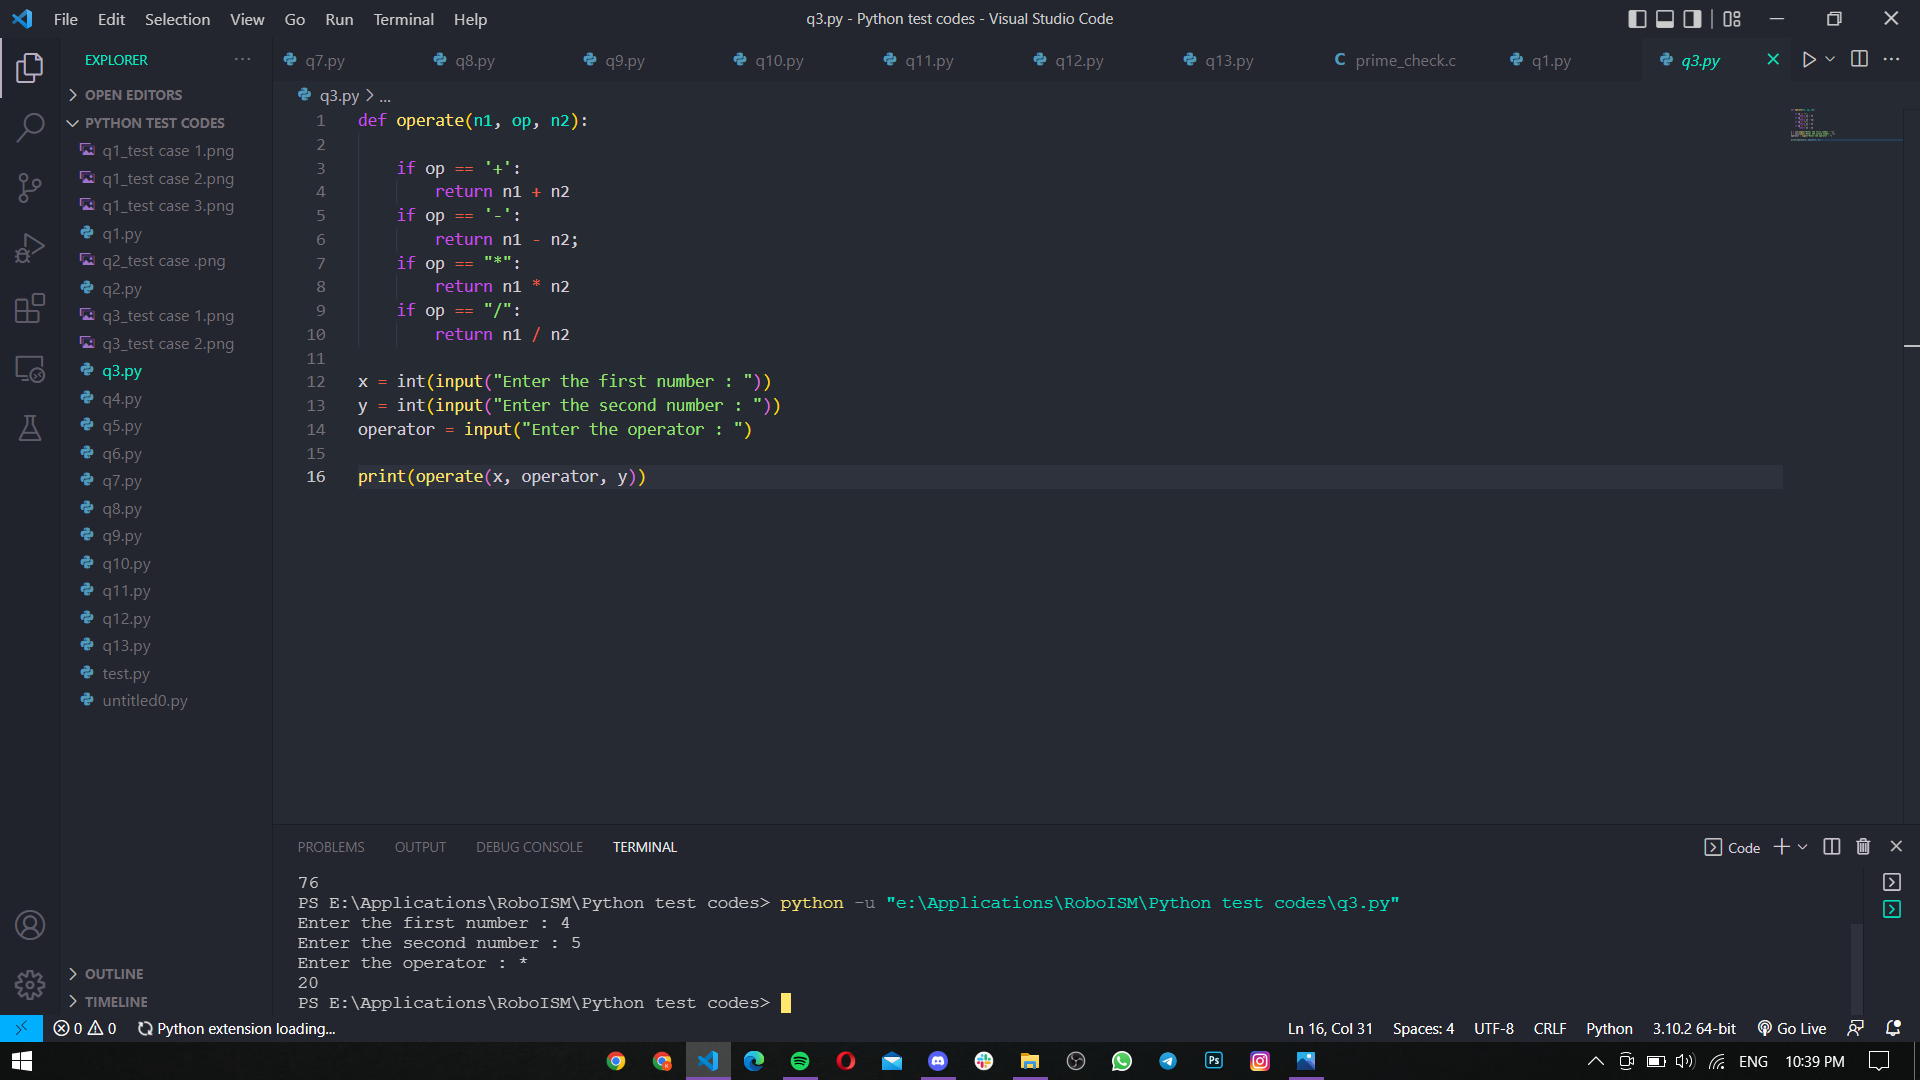 File Edit Selection View Go Run Terminal Help
q3.py - Python test codes - Visual Studio Code
EXPLORER ...
q7.py q8.py q9.py q10.py q11.py q12.py q13.py C prime_check.c q1.py q3.py
OPEN EDITORS
PYTHON TEST CODES
q1_test case 1.png
q1_test case 2.png
q1_test case 3.png
q1.py
q2_test case .png
q2.py
q3_test case 1.png
q3_test case 2.png
q3.py
q4.py
q5.py
q6.py
q7.py
q8.py
q9.py
q10.py
q11.py
q12.py
q13.py
test.py
untitled0.py
OUTLINE
TIMELINE
q3.py > ...
1 def operate(n1, op, n2):
2
3     if op == '+':
4         return n1 + n2
5     if op == '-':
6         return n1 - n2;
7     if op == "*":
8         return n1 * n2
9     if op == "/":
10         return n1 / n2
11
12 x = int(input("Enter the first number : "))
13 y = int(input("Enter the second number : "))
14 operator = input("Enter the operator : ")
15
16 print(operate(x, operator, y))
PROBLEMS OUTPUT DEBUG CONSOLE TERMINAL
Code
76
PS E:\Applications\RoboISM\Python test codes> python -u "e:\Applications\RoboISM\Python test codes\q3.py"
Enter the first number : 4
Enter the second number : 5
Enter the operator : *
20
PS E:\Applications\RoboISM\Python test codes>
0 0 Python extension loading...
Ln 16, Col 31 Spaces: 4 UTF-8 CRLF Python 3.10.2 64-bit Go Live
Ps
ENG 10:39 PM